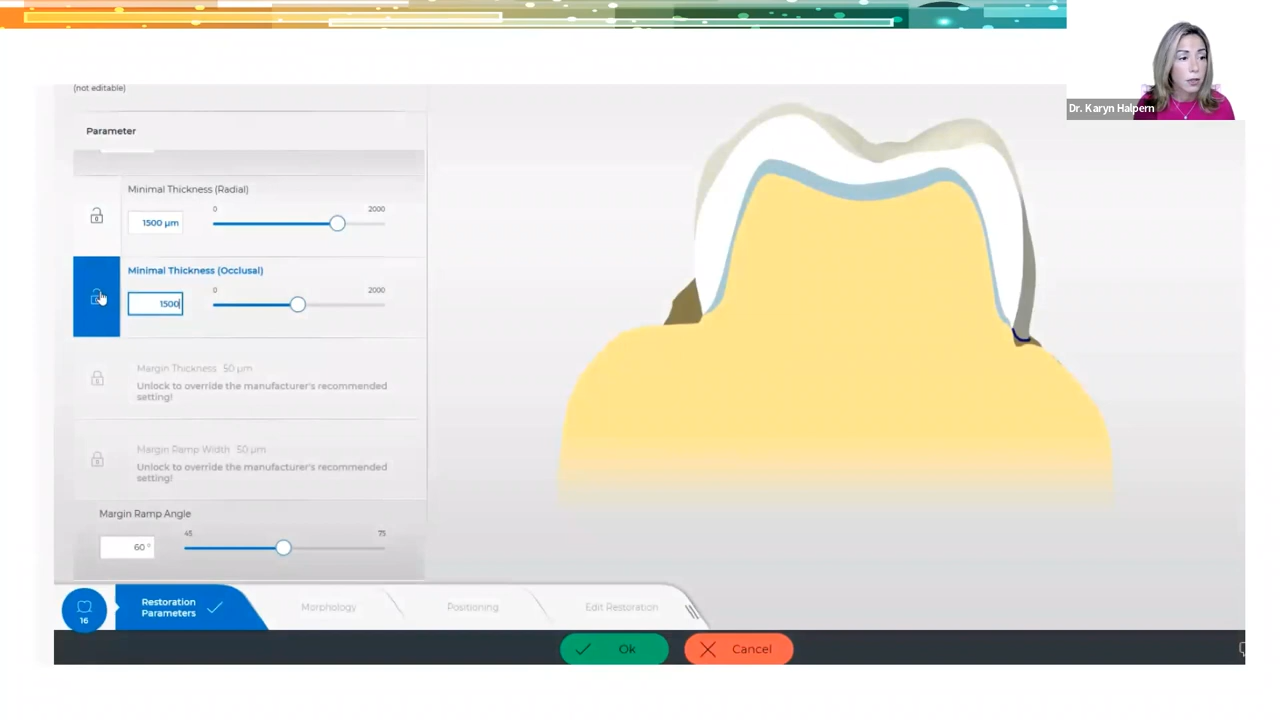 Dr. Karyn Halpern
(not editable)
Parameter
Minimal Thickness (Radial)
1500 µm
0
2000
Minimal Thickness (Occlusal)
1500
0
2000
Margin Thickness 50 µm
Unlock to override the manufacturer's recommended
setting!
Margin Ramp Width 50 µm
Unlock to override the manufacturer's recommended
setting!
Margin Ramp Angle
60 °
45
75
16
Restoration
Parameters
Morphology
Positioning
Edit Restoration
Ok
Cancel